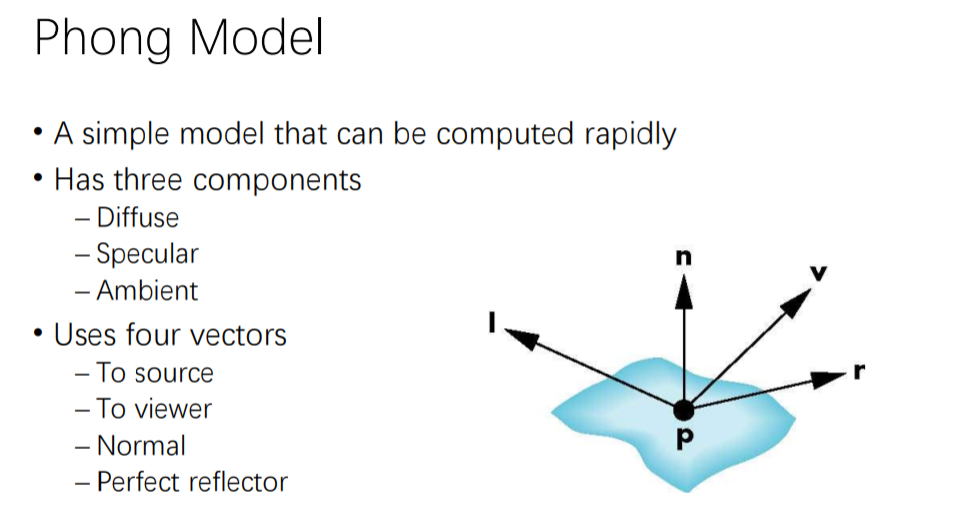 Phong Model
• A simple model that can be computed rapidly
• Has three components
– Diffuse
– Specular
– Ambient
• Uses four vectors
– To source
– To viewer
– Normal
– Perfect reflector
n
v
l
r
p